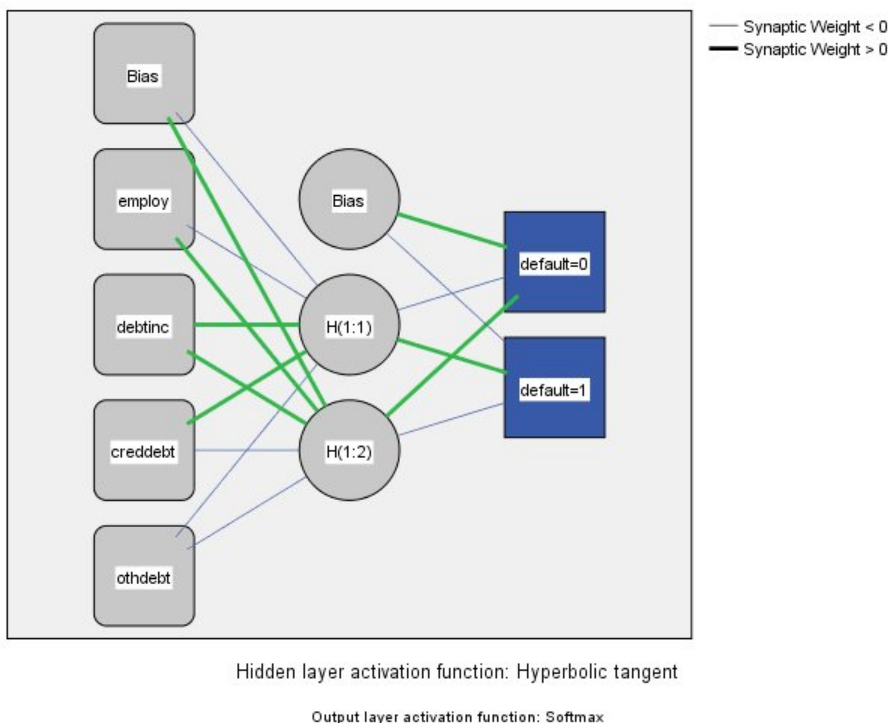 Synaptic Weight < 0
Synaptic Weight > 0
Bias
employ
Bias
default=0
debtinc
H(1:1)
default=1
creddebt
H(1:2)
othdebt
Hidden layer activation function: Hyperbolic tangent
Output layer activation function: Softmax